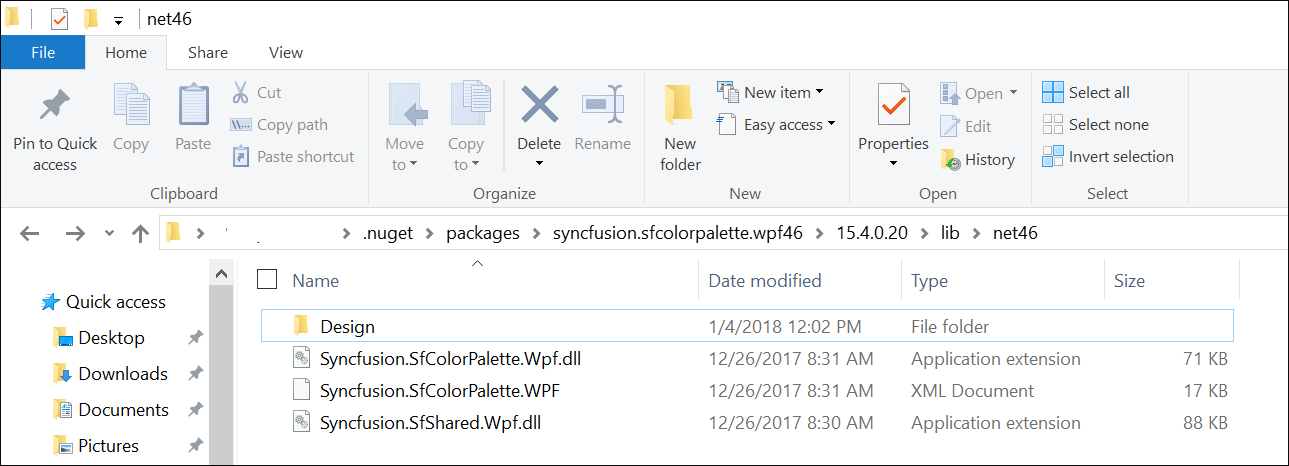 net46
File Home Share View
Pin to Quick access
Copy
Paste
Cut
Copy path
Paste shortcut
Clipboard
Move to
Copy to
Delete
Rename
Organize
New folder
New item
Easy access
New
Properties
Open
Edit
History
Open
Select all
Select none
Invert selection
Select
.nuget packages syncfusion.sfcolorpalette.wpf46 15.4.0.20 lib net46
Quick access
Desktop
Downloads
Documents
Pictures
Name Date modified Type Size
Design 1/4/2018 12:02 PM File folder
Syncfusion.SfColorPalette.Wpf.dll 12/26/2017 8:31 AM Application extension 71 KB
Syncfusion.SfColorPalette.WPF 12/26/2017 8:31 AM XML Document 17 KB
Syncfusion.SfShared.Wpf.dll 12/26/2017 8:30 AM Application extension 88 KB